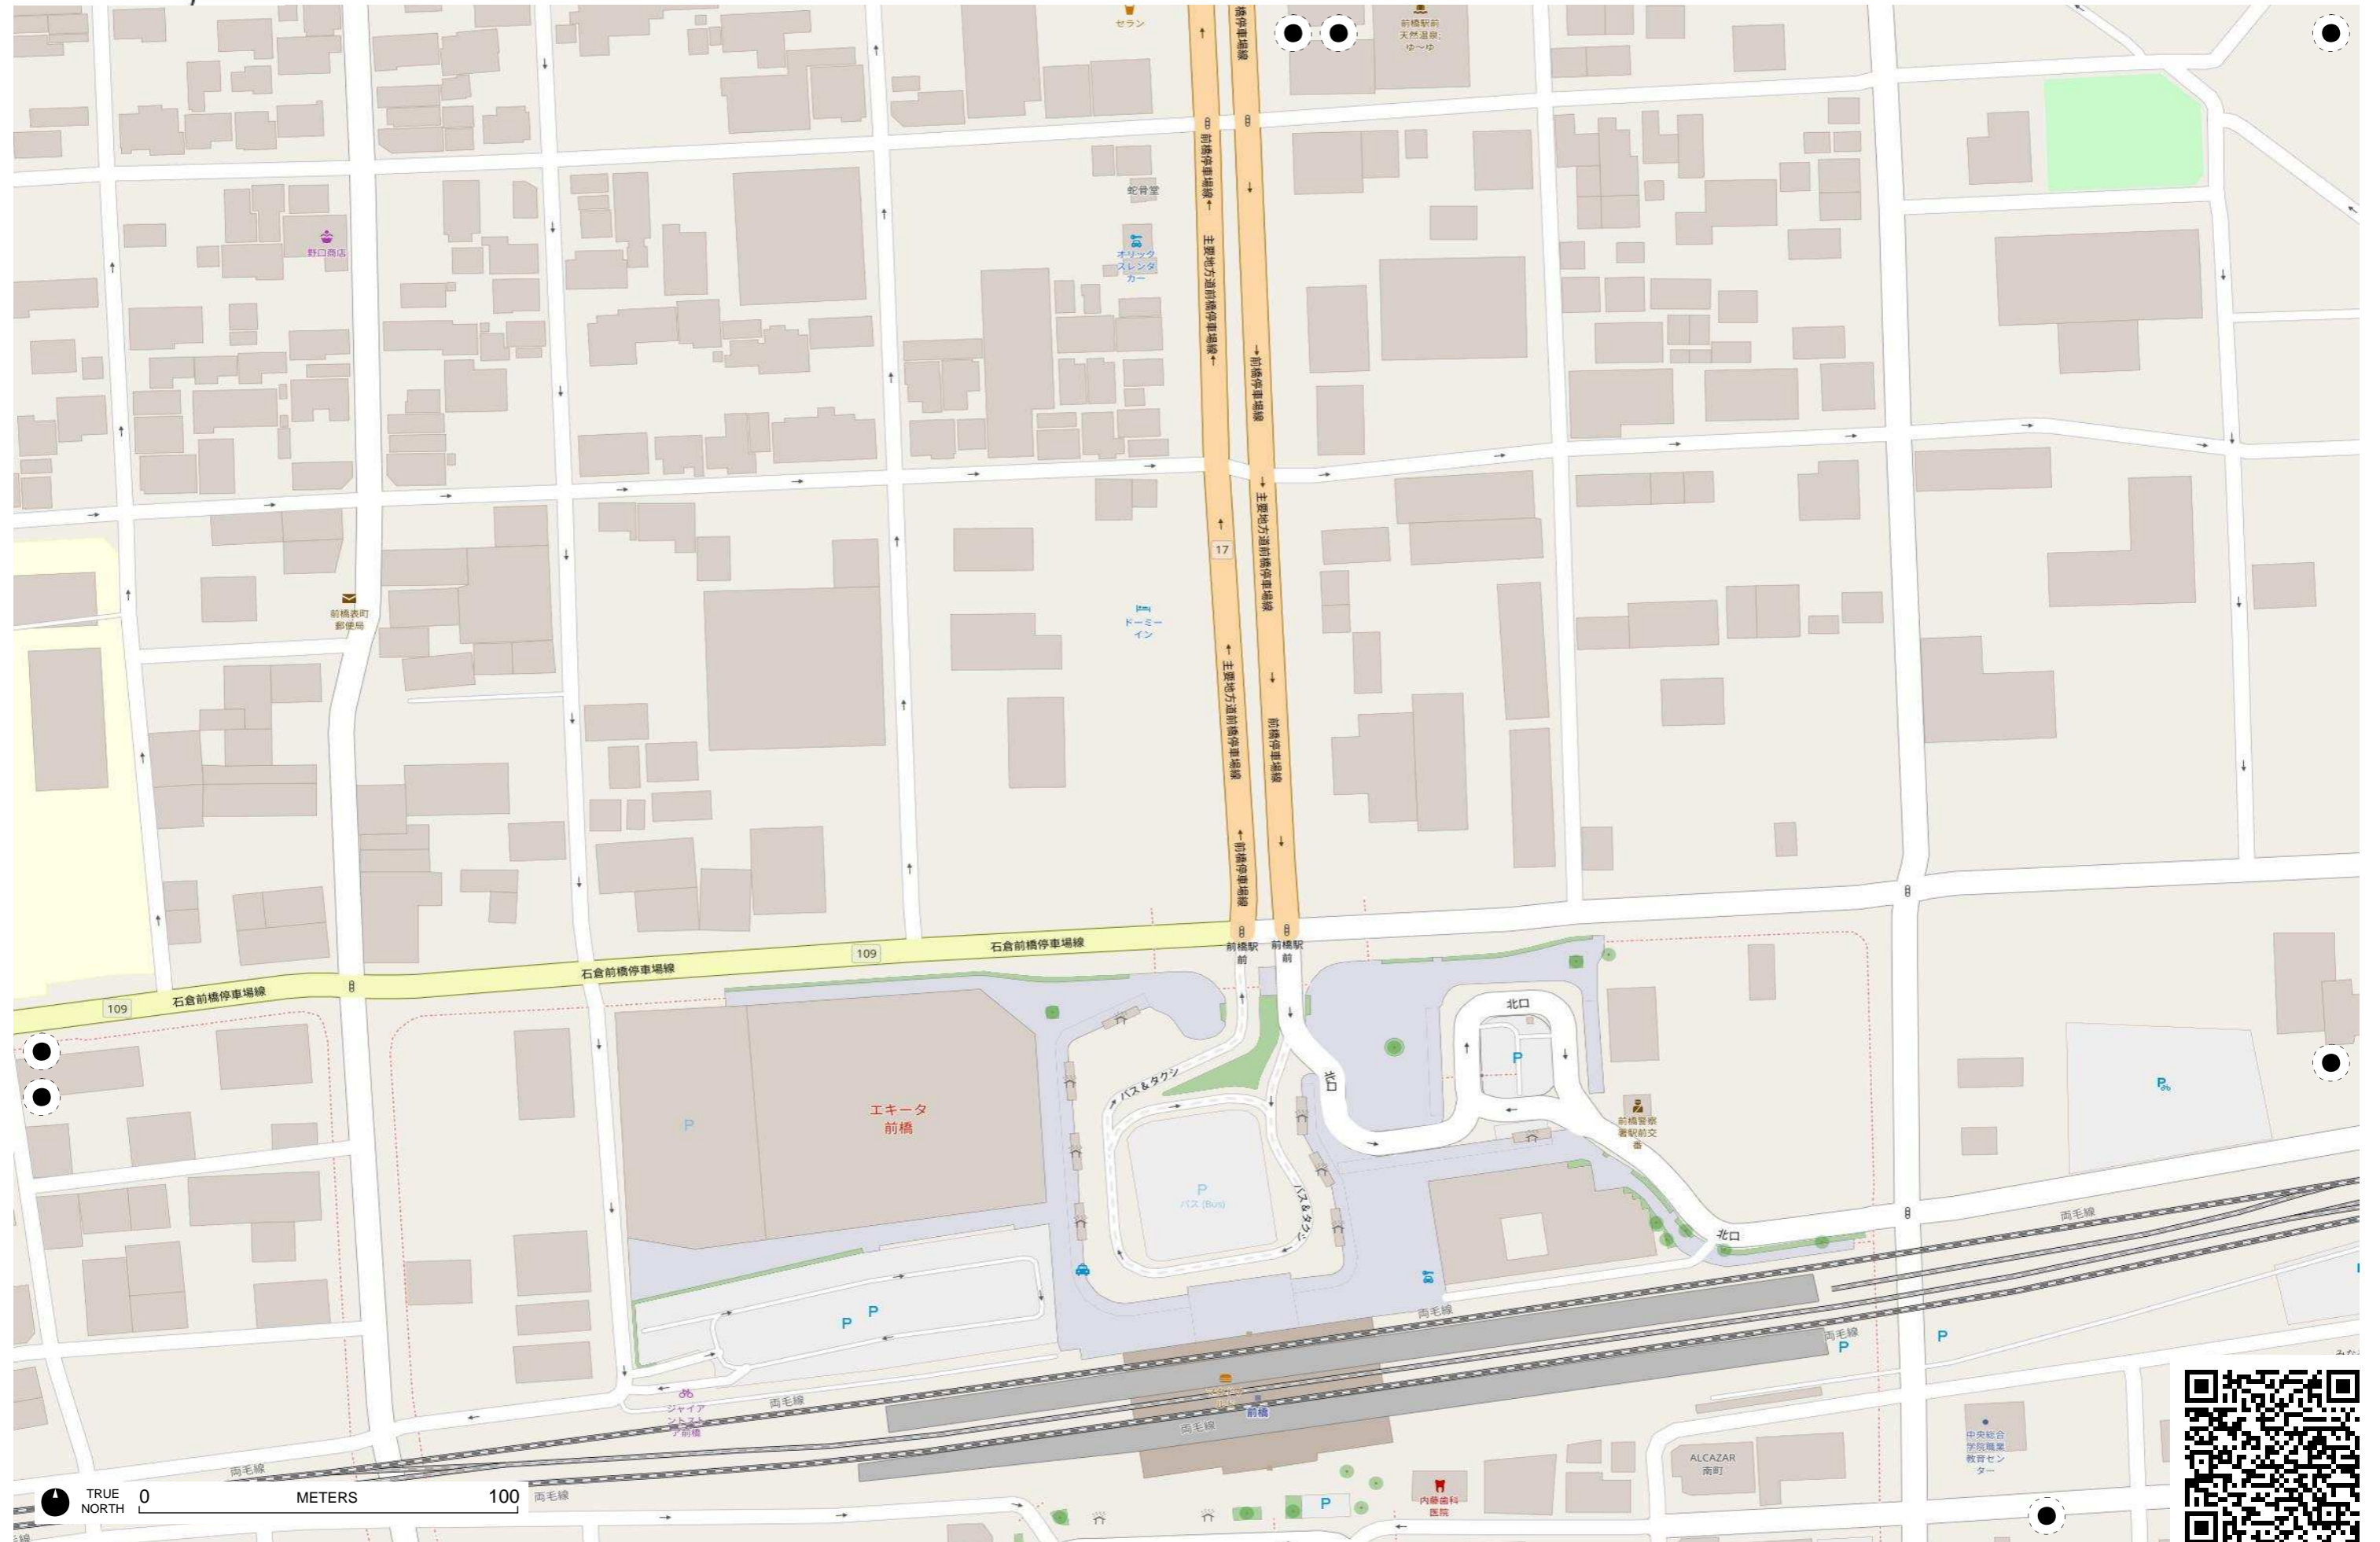 セラン
橋停車場線
前橋駅前
天然温泉,
ゆ〜ゆ
前橋停車場線
蛇骨堂
野口商店
オリック
スレンタ
カー
主要地方道前橋停車場線
前橋停車場線
17
主要地方道前橋停車場線
前橋表町
郵便局
ドーミー
イン
主要地方道前橋停車場線
前橋停車場線
前橋停車場線
109
石倉前橋停車場線
石倉前橋停車場線
石倉前橋停車場線
109
前橋駅
前
前橋駅
前
北口
P
北口
バス&タクシ
P
エキータ
前橋
P
前橋警察
署駅前交
番
P
バス (Bus)
バス&タクシ
北口
両毛線
P
P
両毛線
両毛線
P
P
両毛線
ジャイア
ントスト
ア前橋
前橋
両毛線
両毛線
ALCAZAR
南町
中央総合
学院職業
教育セン
ター
内藤歯科
医院
P
TRUE
NORTH
0
METERS
100
両毛線
線